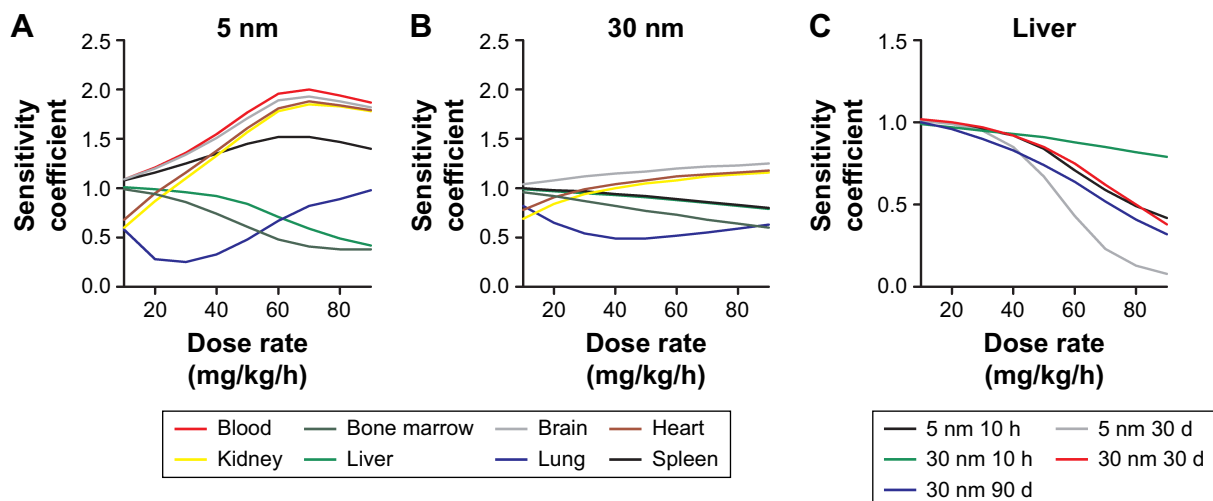 A
5 nm
2.5
2.0
1.5
1.0
0.5
0.0
Sensitivity
coefficient
20 40 60 80
Dose rate
(mg/kg/h)
B
30 nm
2.5
2.0
1.5
1.0
0.5
0.0
Sensitivity
coefficient
20 40 60 80
Dose rate
(mg/kg/h)
C
Liver
1.5
1.0
0.5
0.0
Sensitivity
coefficient
20 40 60 80
Dose rate
(mg/kg/h)
Blood Bone marrow Brain Heart
Kidney Liver Lung Spleen
5 nm 10 h 5 nm 30 d
30 nm 10 h 30 nm 30 d
30 nm 90 d